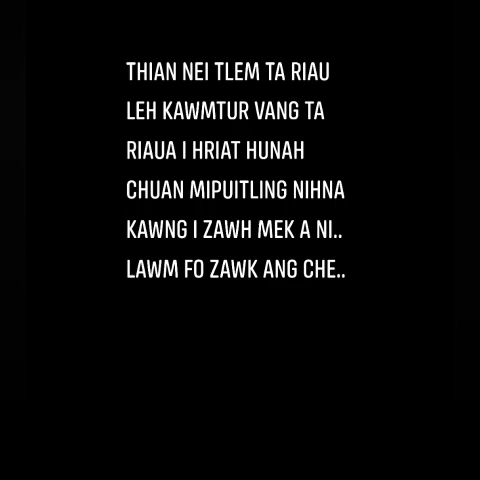 THIAN NEI TLEM TA RIAU
LEH KAWMTUR VANG TA
RIAUA I HRIAT HUNAH
CHUAN MIPUITLING NIHNA
KAWNG I ZAWH MEK A NI..
LAWM FO ZAWK ANG CHE..